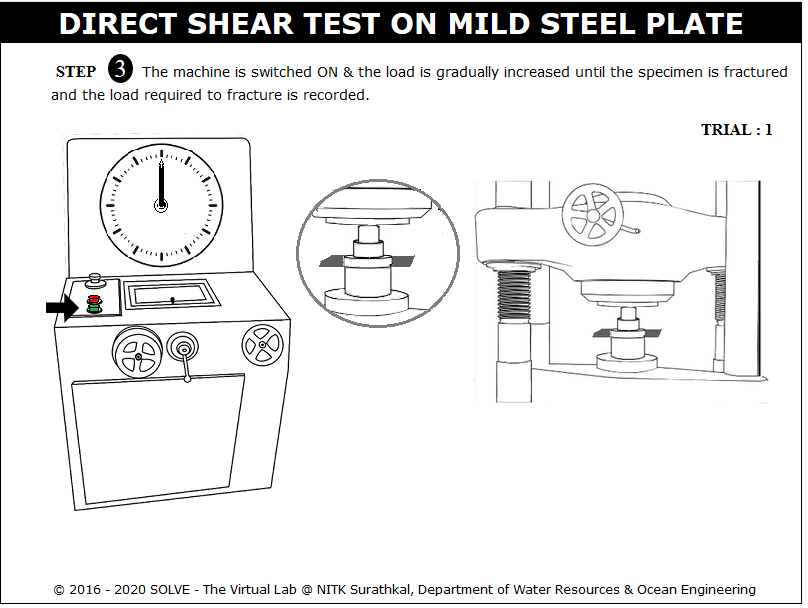 DIRECT SHEAR TEST ON MILD STEEL PLATE
STEP 3 The machine is switched ON & the load is gradually increased until the specimen is fractured
and the load required to fracture is recorded.
TRIAL : 1
© 2016 - 2020 SOLVE - The Virtual Lab @ NITK Surathkal, Department of Water Resources & Ocean Engineering